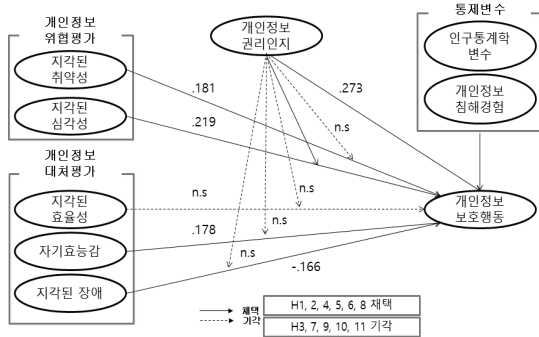 개인정보
위협평가
지각된
취약성
지각된
심각성
개인정보
대처평가
지각된
효율성
자기효능감
지각된 장애
개인정보
권리인지
통제변수
인구통계학
변수
개인정보
침해경험
개인정보
보호행동
.181
.219
.273
n.s
n.s
n.s
.178
n.s
n.s
-.166
채택
기각
H1, 2, 4, 5, 6, 8 채택
H3, 7, 9, 10, 11 기각